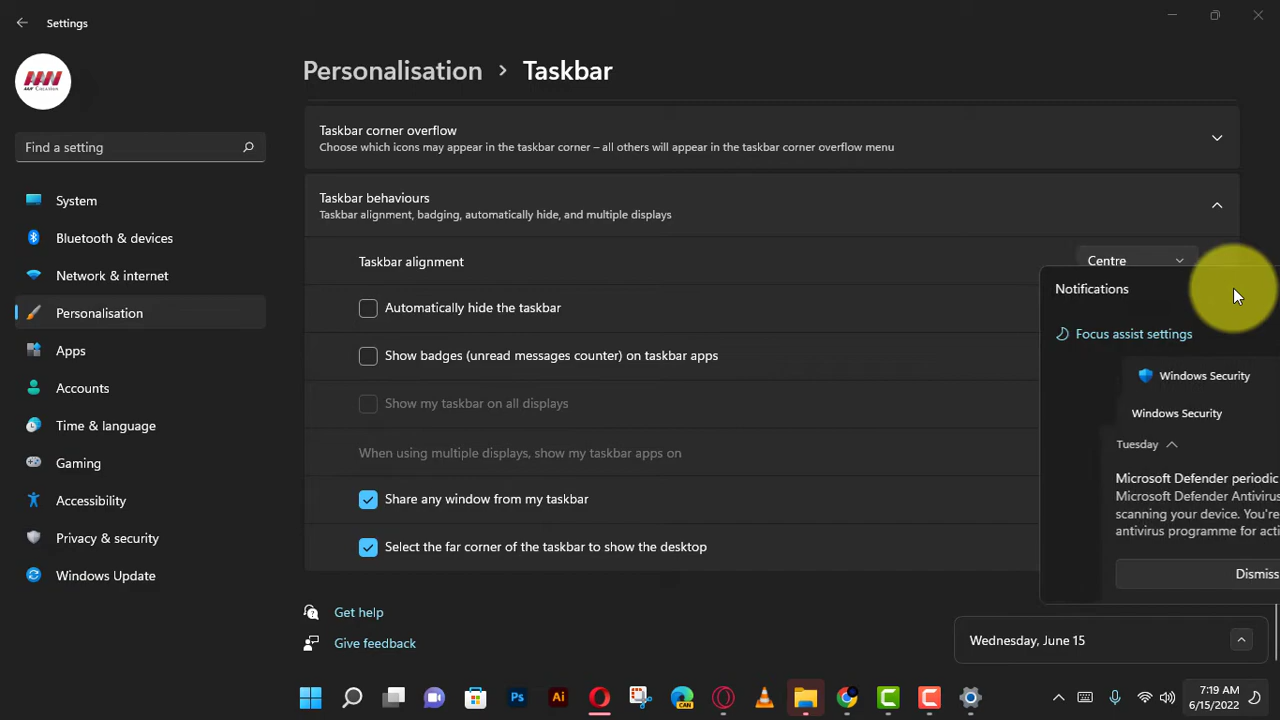 Settings
AAN
AAN Creation
Find a setting
System
Bluetooth & devices
Network & internet
Personalisation
Apps
Accounts
Time & language
Gaming
Accessibility
Privacy & security
Windows Update
Personalisation > Taskbar
Taskbar corner overflow
Choose which icons may appear in the taskbar corner – all others will appear in the taskbar corner overflow menu
Taskbar behaviours
Taskbar alignment, badging, automatically hide, and multiple displays
Taskbar alignment
Centre
Automatically hide the taskbar
Show badges (unread messages counter) on taskbar apps
Show my taskbar on all displays
When using multiple displays, show my taskbar apps on
Share any window from my taskbar
Select the far corner of the taskbar to show the desktop
Get help
Give feedback
Notifications
Focus assist settings
Windows Security
Windows Security
Tuesday
Microsoft Defender periodic
Microsoft Defender Antivirus
scanning your device. You're
antivirus programme for acti
Dismiss
Wednesday, June 15
Ps
Ai
CAN
7:19 AM
6/15/2022